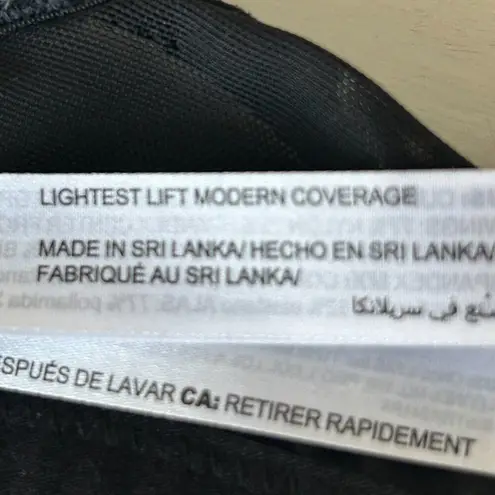 LIGHTEST LIFT MODERN COVERAGE
MADE IN SRI LANKA/ HECHO EN SRI LANKA/
FABRIQUÉ AU SRI LANKA/
صُنع في سريلانكا
ESPUÉS DE LAVAR CA: RETIRER RAPIDEMENT